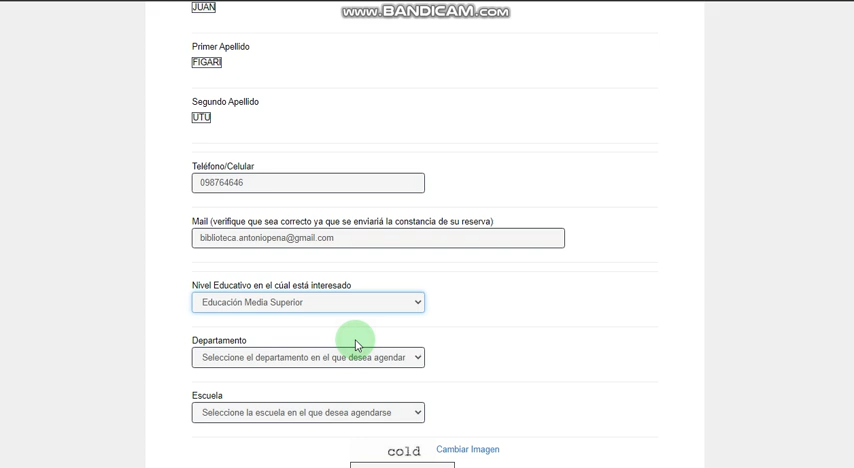 JUAN
www.BANDICAM.com
Primer Apellido
FIGARI
Segundo Apellido
UTU
Teléfono/Celular
098764646
Mail (verifique que sea correcto ya que se enviariá la constancia de su reserva)
biblioteca.antoniopena@gmail.com
Nivel Educativo en el cúal está interesado
Educación Media Superior
Departamento
Seleccione el departamento en el que desea agendar
Escuela
Seleccione la escuela en el que desea agendarse
cold Cambiar Imagen